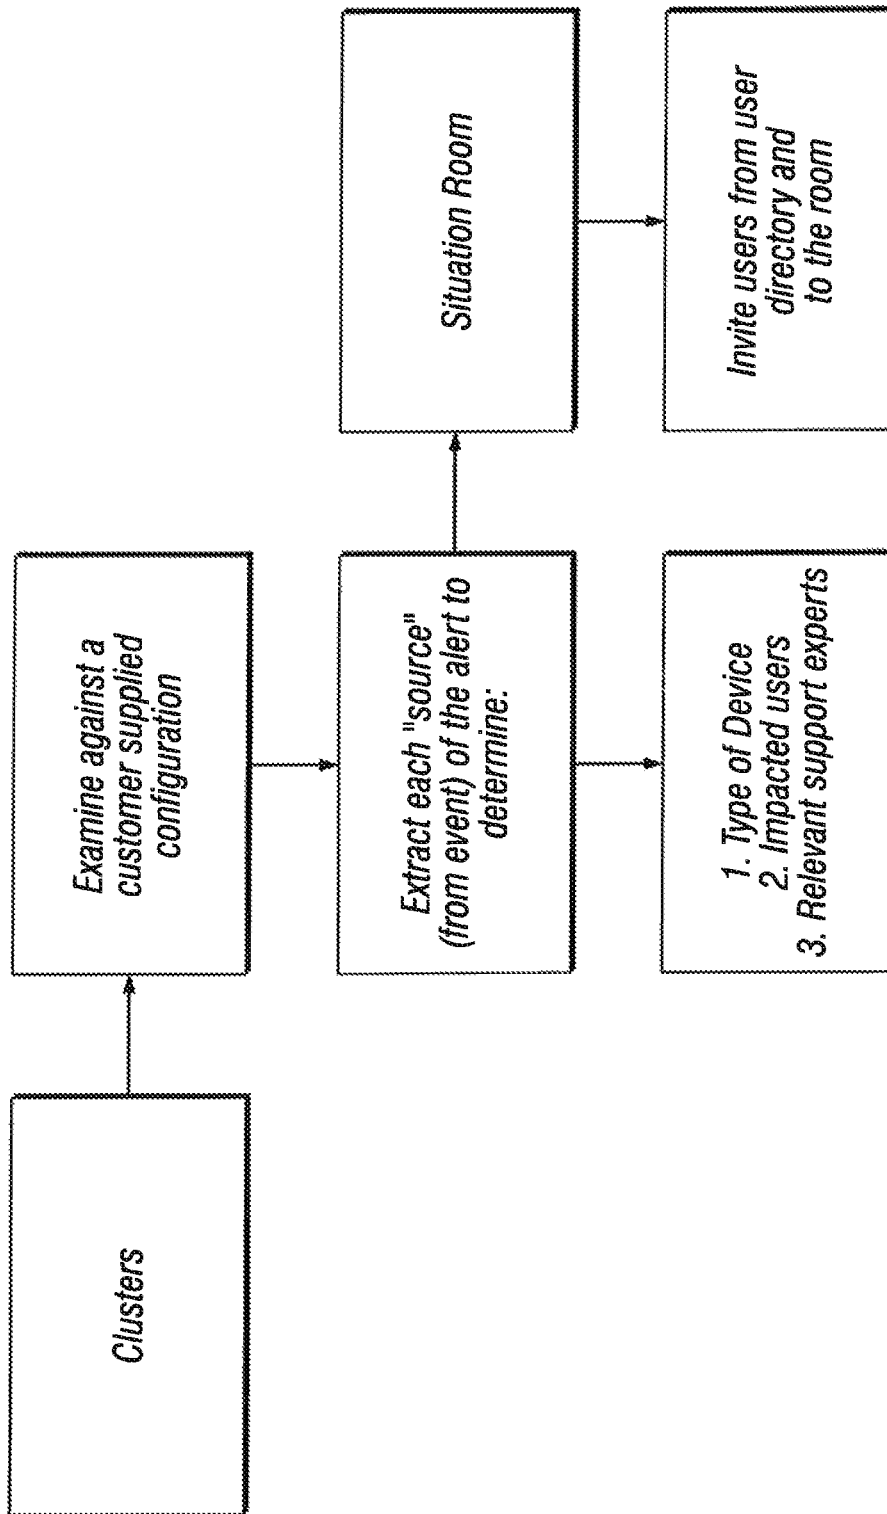 Clusters
Examine against a
customer supplied
configuration
Extract each "source"
(from event) of the alert to
determine:
1. Type of Device
2. Impacted users
3. Relevant support experts
Situation Room
Invite users from user
directory and
to the room